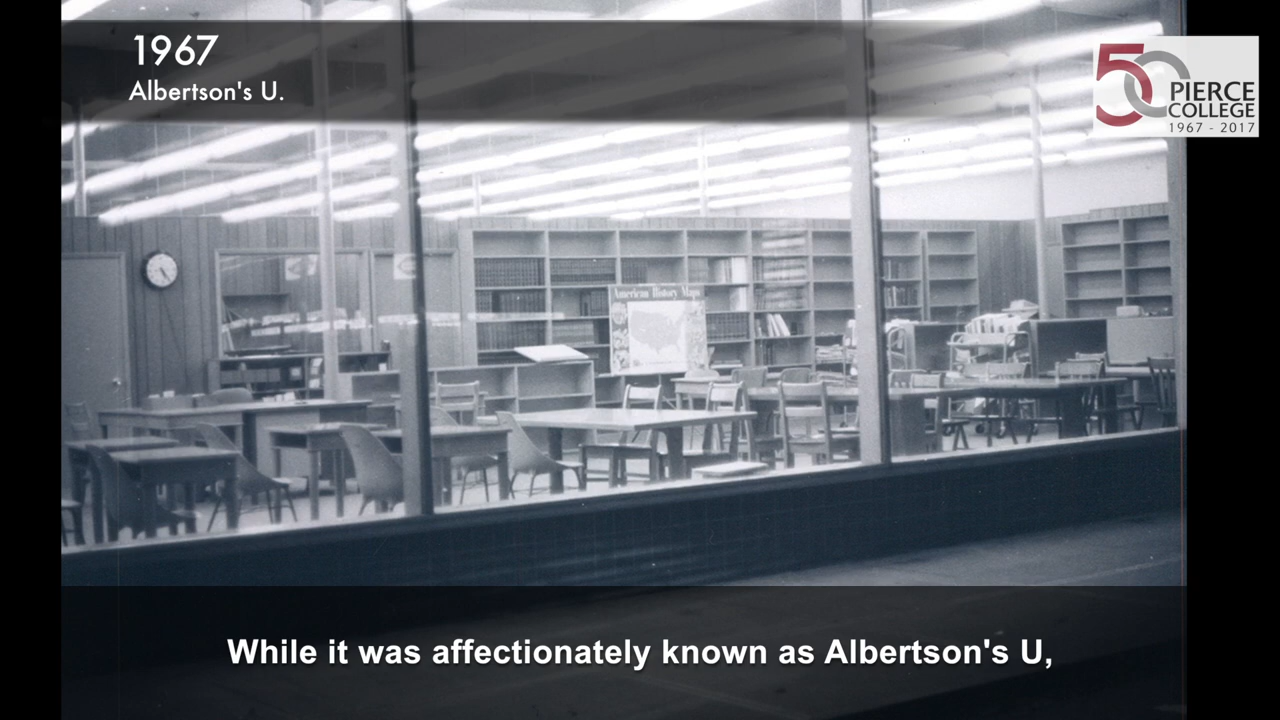 1967
Albertson's U.
50
PIERCE
COLLEGE
1967 - 2017
American History Maps
While it was affectionately known as Albertson's U,